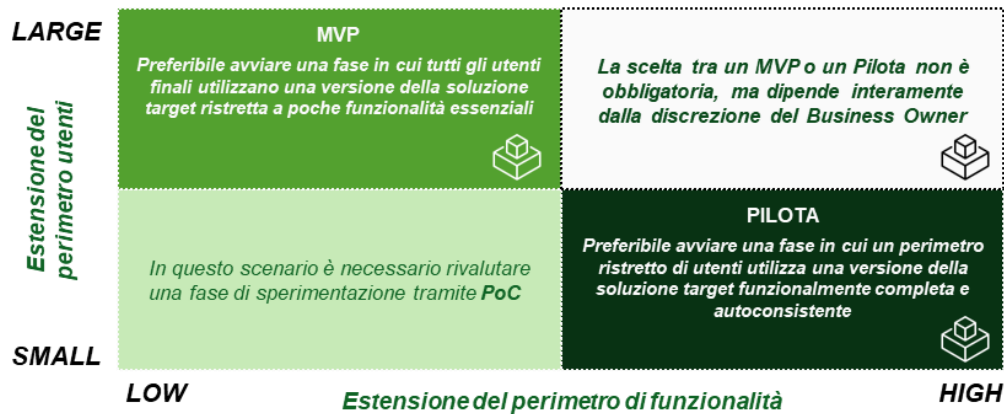 LARGE
MVP
Preferibile avviare una fase in cui tutti gli utenti
finali utilizzano una versione della soluzione
target ristretta a poche funzionalità essenziali
La scelta tra un MVP o un Pilota non è
obbligatoria, ma dipende interamente
dalla discrezione del Business Owner
Estensione del
perimetro utenti
In questo scenario è necessario rivalutare
una fase di sperimentazione tramite PoC
PILOTA
Preferibile avviare una fase in cui un perimetro
ristretto di utenti utilizza una versione della
soluzione target funzionalmente completa e
autoconsistente
SMALL
LOW
Estensione del perimetro di funzionalità
HIGH